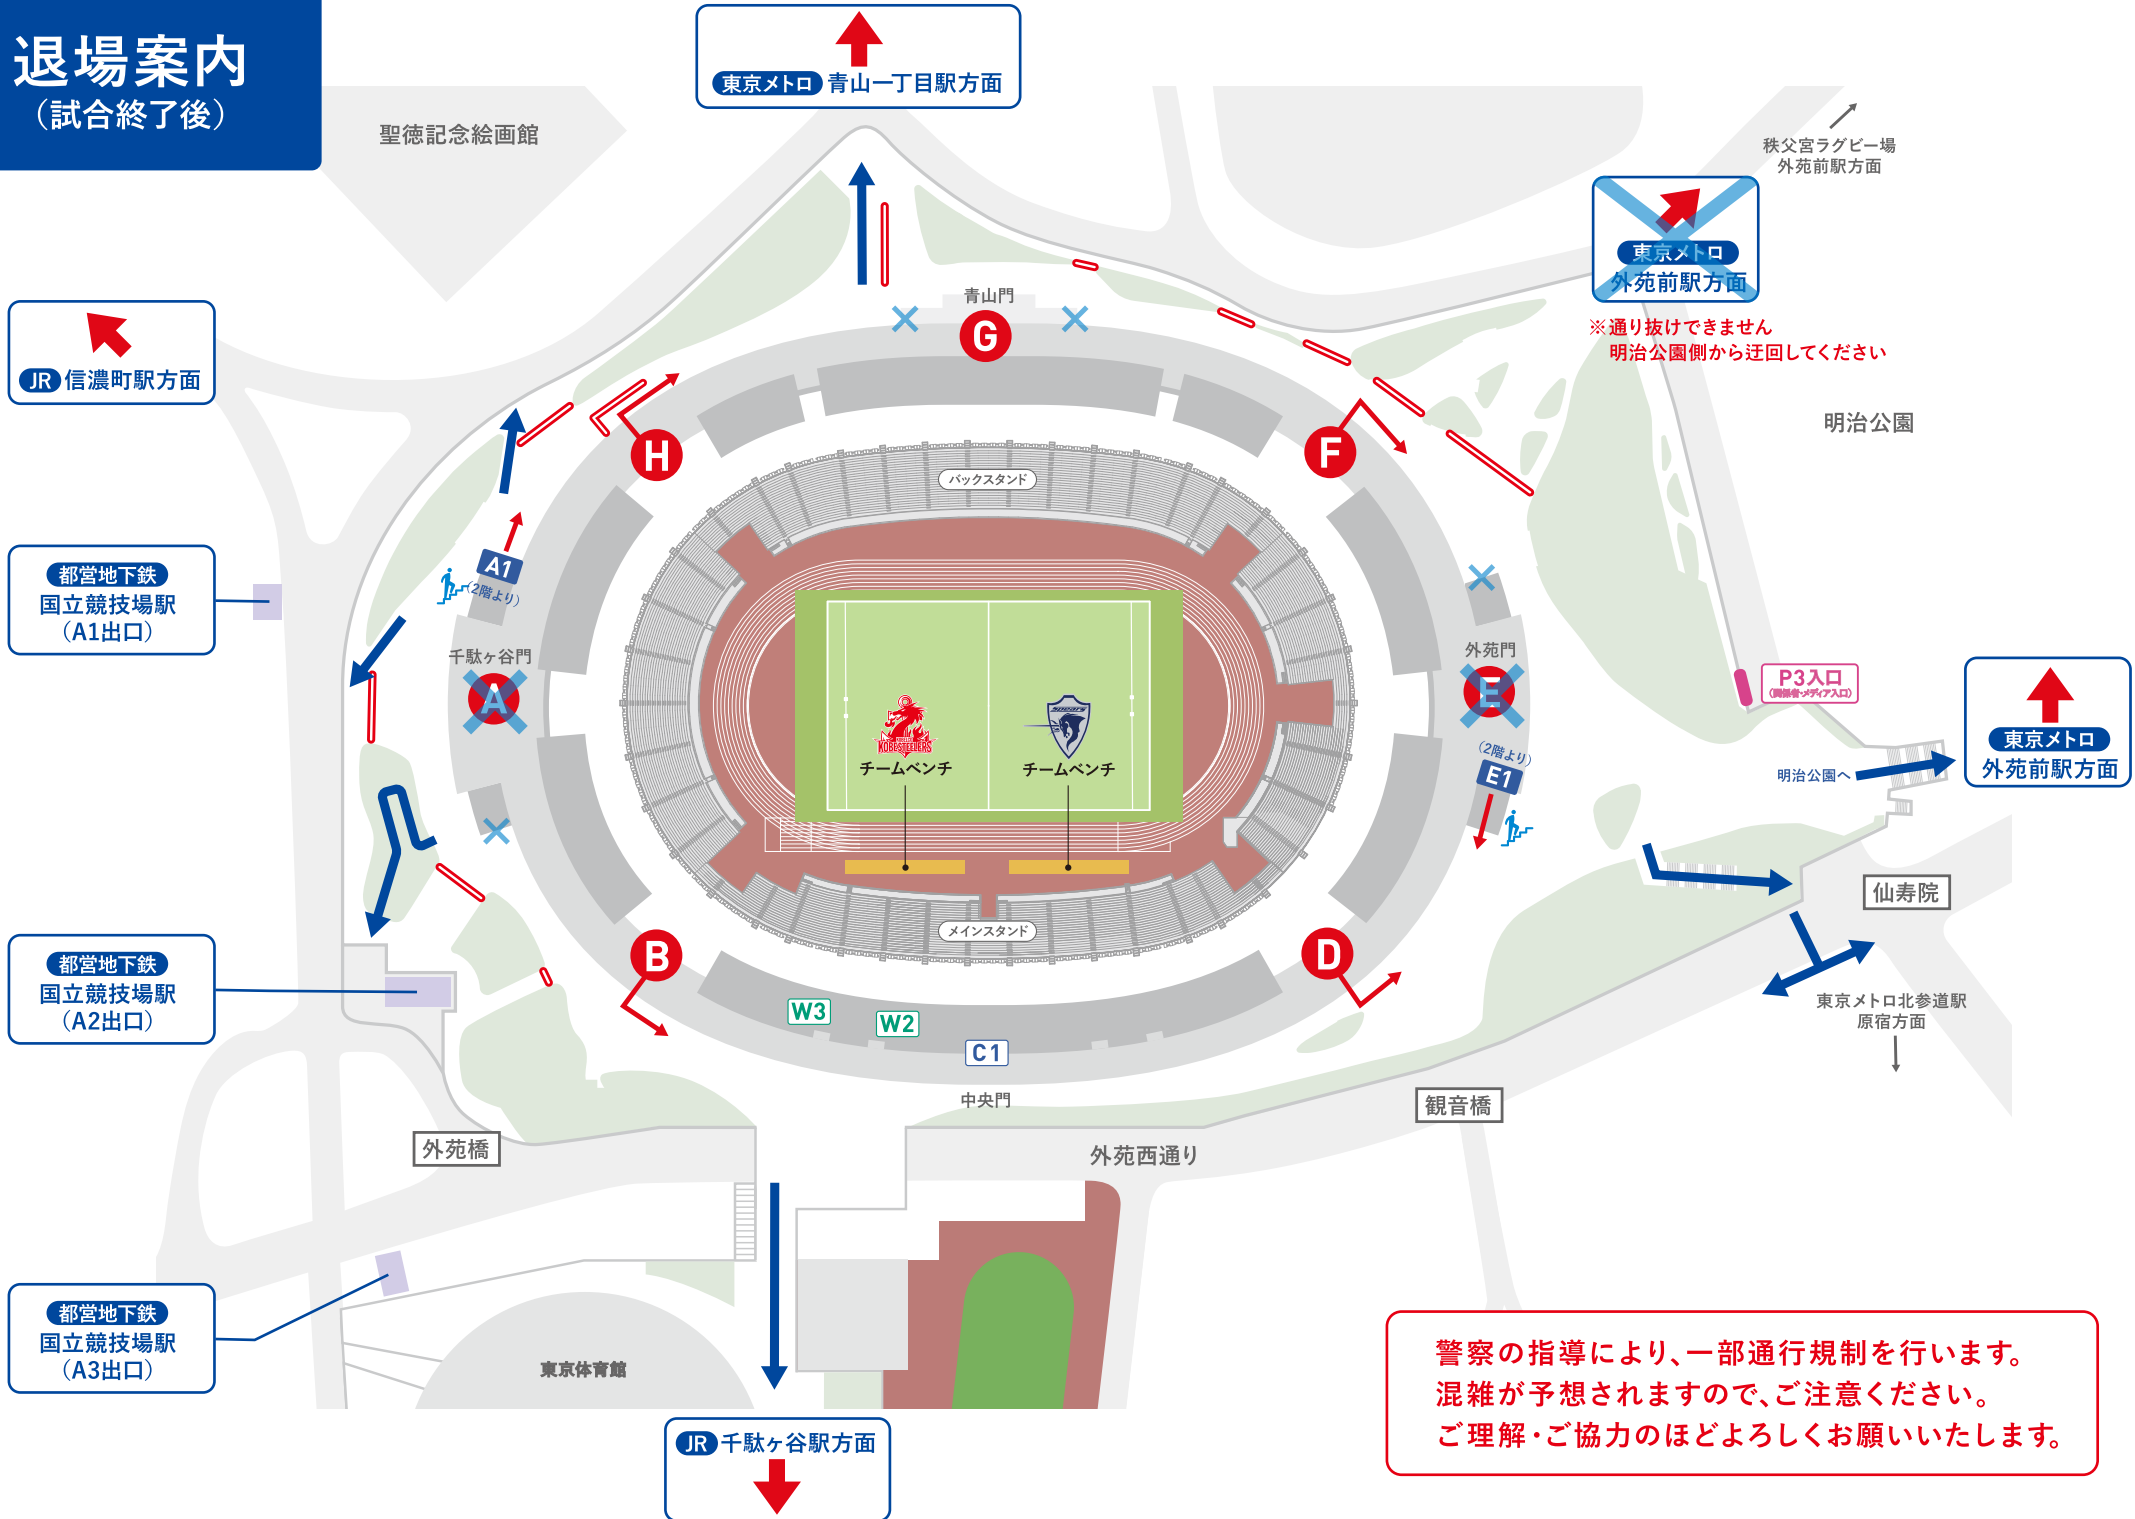 退場案内
（試合終了後）
東京メトロ 青山一丁目駅方面
聖徳記念絵画館
秩父宮ラグビー場
外苑前駅方面
東京メトロ
外苑前駅方面
※通り抜けできません
明治公園側から迂回してください
青山門
G
JR 信濃町駅方面
明治公園
H
F
バックスタンド
A1
（2階より）
都営地下鉄
国立競技場駅
（A1出口）
千駄ヶ谷門
A
外苑門
E
P3入口
（関係者・メディア入口）
Spears
KOBE STEELERS
チームベンチ
チームベンチ
（2階より）
E1
東京メトロ
外苑前駅方面
明治公園へ
仙寿院
メインスタンド
B
D
都営地下鉄
国立競技場駅
（A2出口）
W3
W2
C1
東京メトロ北参道駅
原宿方面
中央門
観音橋
外苑橋
外苑西通り
都営地下鉄
国立競技場駅
（A3出口）
東京体育館
警察の指導により、一部通行規制を行います。
混雑が予想されますので、ご注意ください。
ご理解・ご協力のほどよろしくお願いいたします。
JR 千駄ヶ谷駅方面